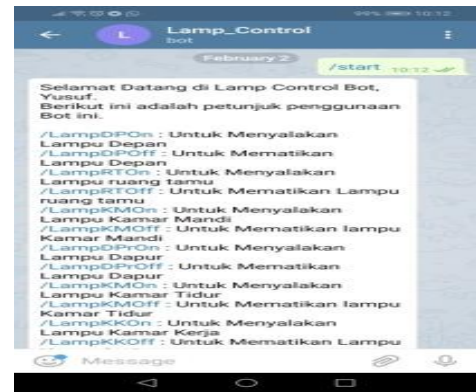 10:12
L
Lamp_Control
bot
February 2
/start 10:12
Selamat Datang di Lamp Control Bot,
Yusuf.
Berikut ini adalah petunjuk penggunaan
Bot ini.
/LampDPOn : Untuk Menyalakan
Lampu Depan
/LampDPOff : Untuk Mematikan
Lampu Depan
/LampRTOn : Untuk Menyalakan
Lampu ruang tamu
/LampRTOff : Untuk Mematikan Lampu
ruang tamu
/LampKMOn : Untuk Menyalakan
Lampu Kamar Mandi
/LampKMOff : Untuk Mematikan lampu
Kamar Mandi
/LampDPrOn : Untuk Menyalakan
Lampu Dapur
/LampDPrOff : Untuk Mematikan
Lampu Dapur
/LampKMOn : Untuk Menyalakan
Lampu Kamar Tidur
/LampKMOff : Untuk Mematikan lampu
Kamar Tidur
/LampKKOn : Untuk Menyalakan
Lampu Kamar Kerja
/LampKKOff : Untuk Mematikan
Message